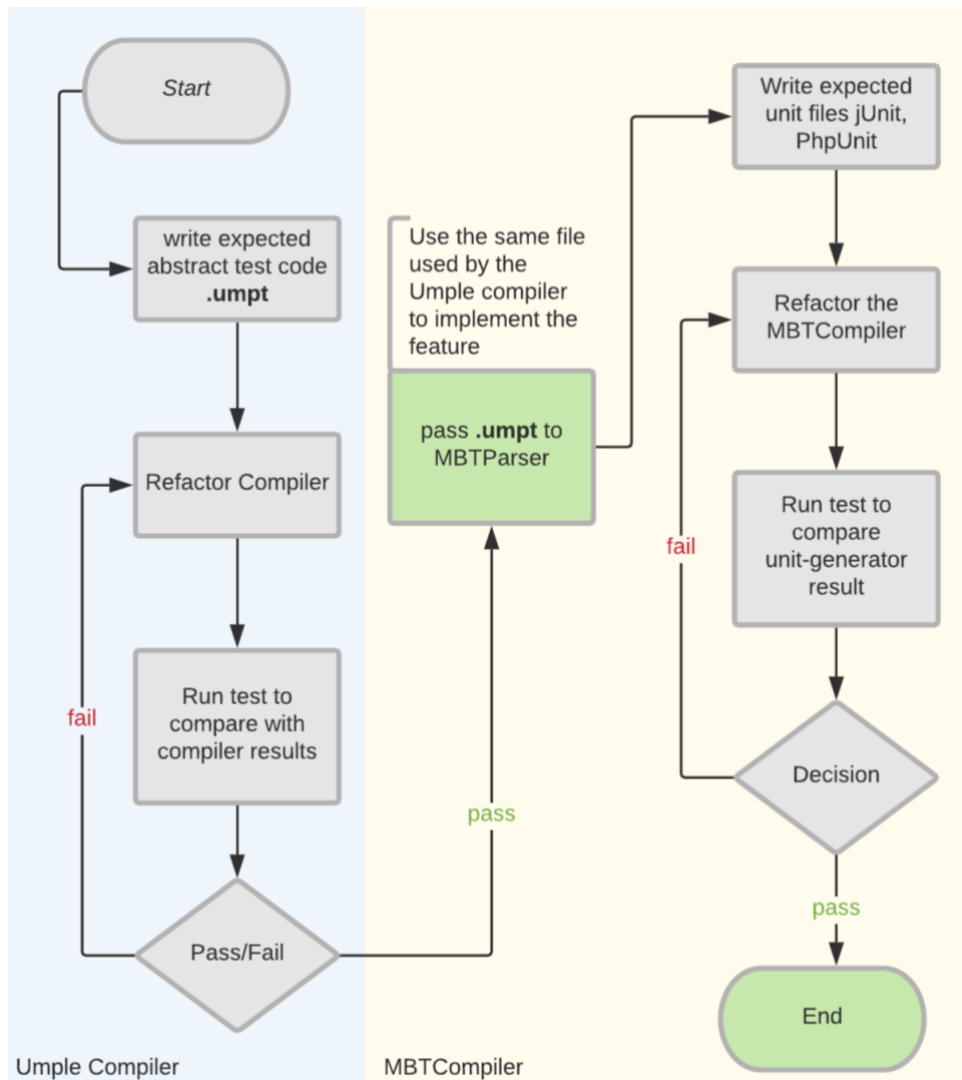 Start
write expected
abstract test code
.umpt
Refactor Compiler
Run test to
compare with
compiler results
fail
Pass/Fail
Umple Compiler
Use the same file
used by the
Umple compiler
to implement the
feature
pass .umpt to
MBTParser
pass
MBTCompiler
Write expected
unit files jUnit,
PhpUnit
Refactor the
MBTCompiler
Run test to
compare
unit-generator
result
fail
Decision
pass
End